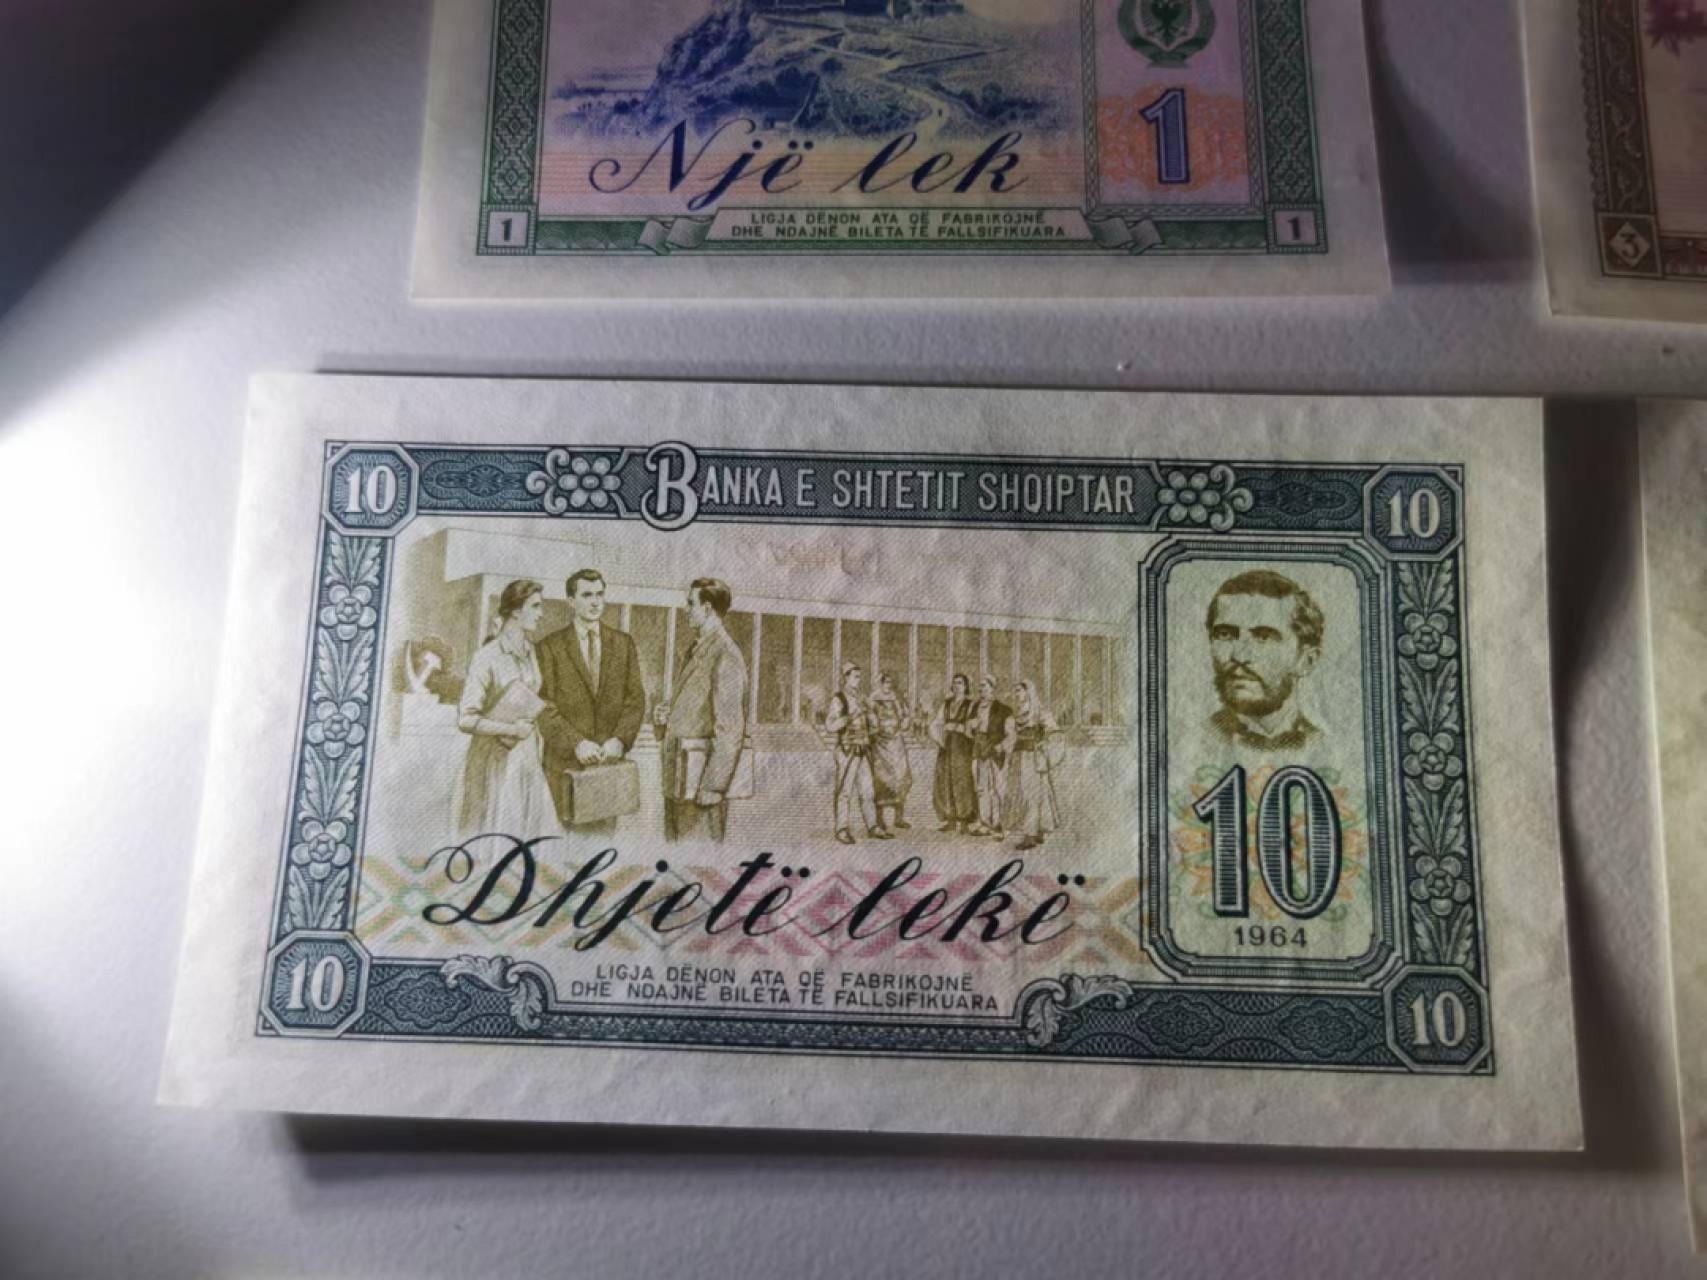 Një lek
1
1
1
LIGJA DËNON ATA QË FABRIKOJNË
DHE NDAJNË BILETA TË FALLSIFIKUARA
3
10
BANKA E SHTETIT SHQIPTAR
10
10
1964
Dhjetë lekë
10
LIGJA DËNON ATA QË FABRIKOJNË
DHE NDAJNË BILETA TË FALLSIFIKUARA
10